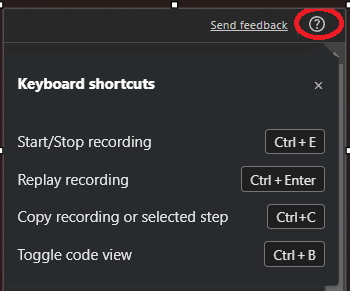 Send feedback ?
Keyboard shortcuts ×
Start/Stop recording Ctrl + E
Replay recording Ctrl + Enter
Copy recording or selected step Ctrl+C
Toggle code view Ctrl + B